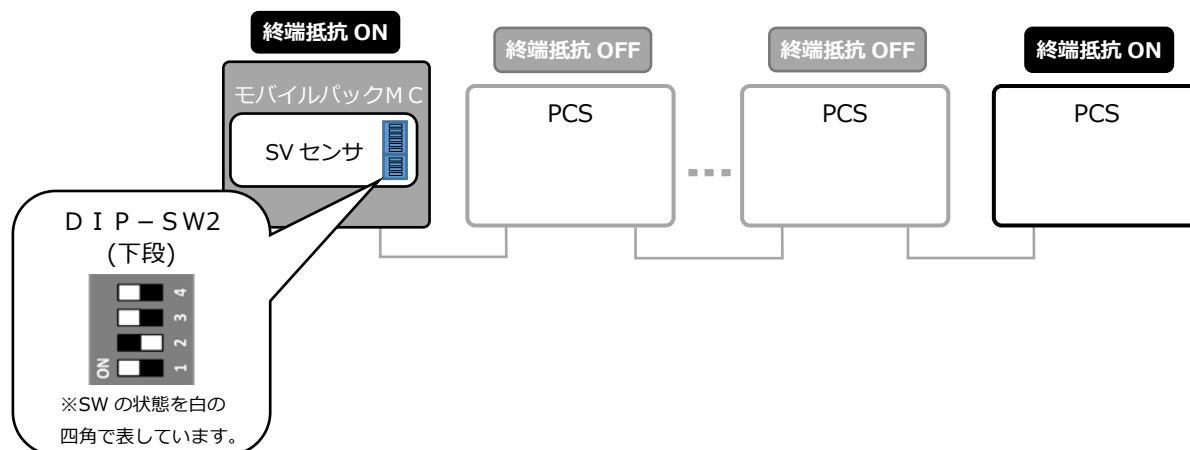 終端抵抗 ON
終端抵抗 OFF
終端抵抗 OFF
終端抵抗 ON
モバイルパックＭＣ
SV センサ
PCS
PCS
PCS
ＤＩＰ－ＳＷ2
(下段)
4
3
2
1
ON
※SW の状態を白の
四角で表しています。